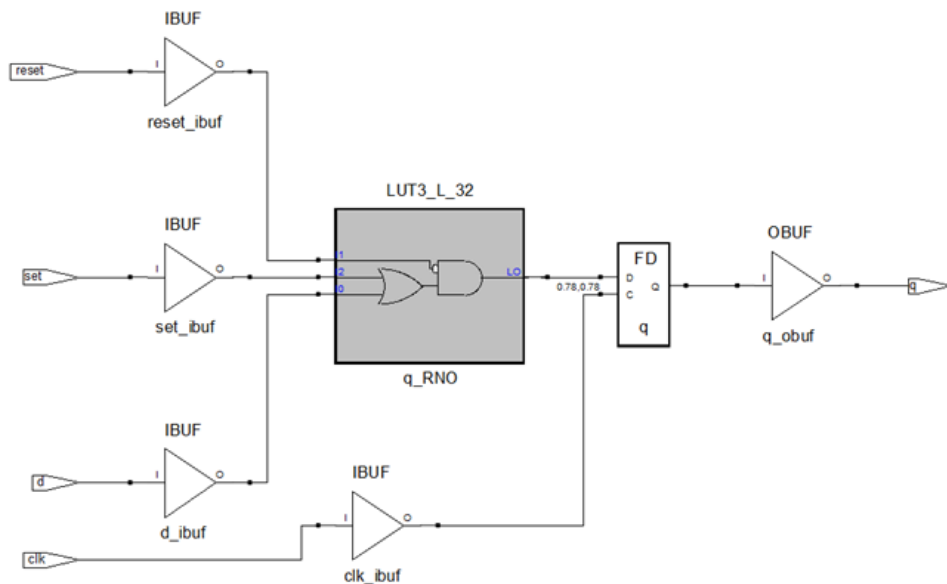 IBUF
reset
I
O
reset_ibuf
LUT3_L_32
IBUF
OBUF
1
FD
set
I
O
2
LO
D
Q
I
O
q
0
0.78,0.78
C
set_ibuf
q
q_obuf
q_RNO
IBUF
IBUF
d
I
O
d_ibuf
I
O
clk
clk_ibuf